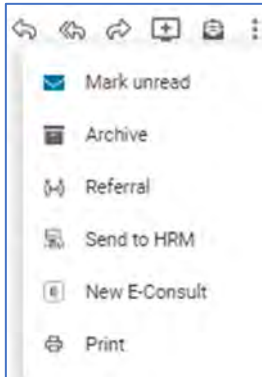 Mark unread
Archive
Referral
Send to HRM
New E-Consult
Print